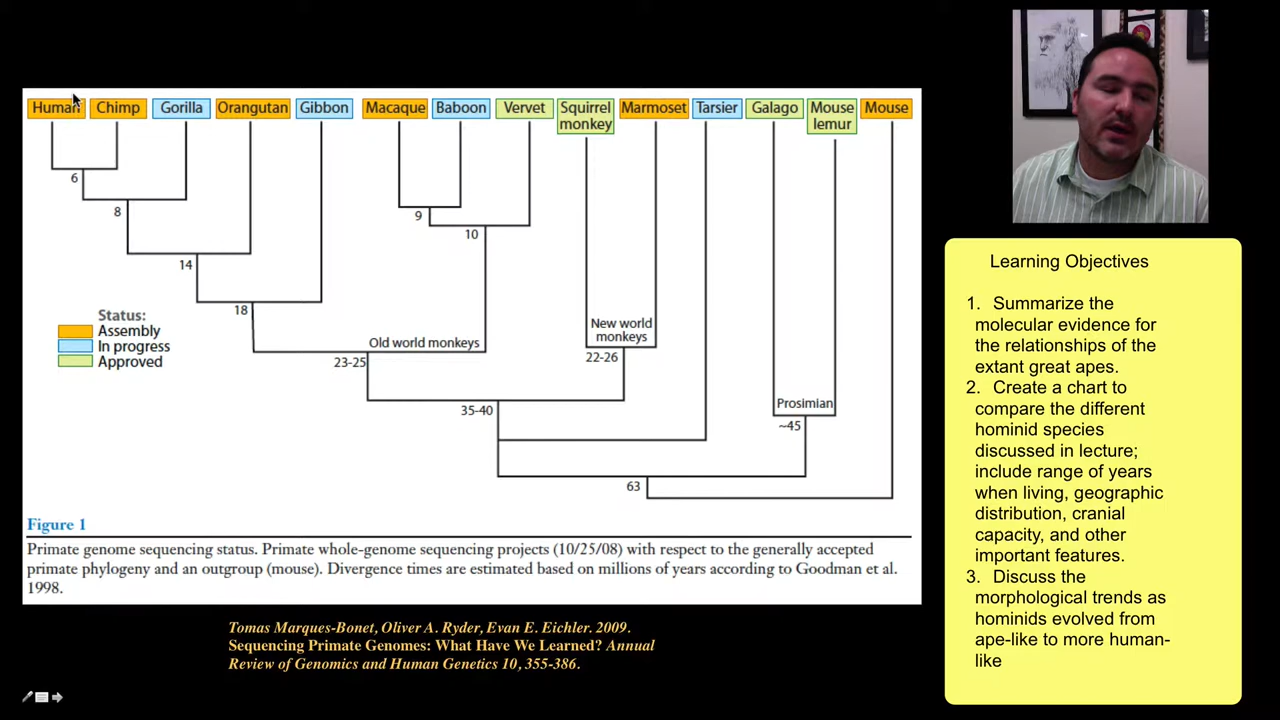 Human Chimp Gorilla Orangutan Gibbon Macaque Baboon Vervet Squirrel monkey Marmoset Tarsier Galago Mouse lemur Mouse
6
8
9
10
14
18
Status:
Assembly
In progress
Approved
Old world monkeys
23-25
New world
monkeys
22-26
35-40
Prosimian
~45
63
Figure 1
Primate genome sequencing status. Primate whole-genome sequencing projects (10/25/08) with respect to the generally accepted
primate phylogeny and an outgroup (mouse). Divergence times are estimated based on millions of years according to Goodman et al.
1998.
Tomas Marques-Bonet, Oliver A. Ryder, Evan E. Eichler. 2009.
Sequencing Primate Genomes: What Have We Learned? Annual
Review of Genomics and Human Genetics 10, 355-386.
Learning Objectives
1. Summarize the
molecular evidence for
the relationships of the
extant great apes.
2. Create a chart to
compare the different
hominid species
discussed in lecture;
include range of years
when living, geographic
distribution, cranial
capacity, and other
important features.
3. Discuss the
morphological trends as
hominids evolved from
ape-like to more human-
like